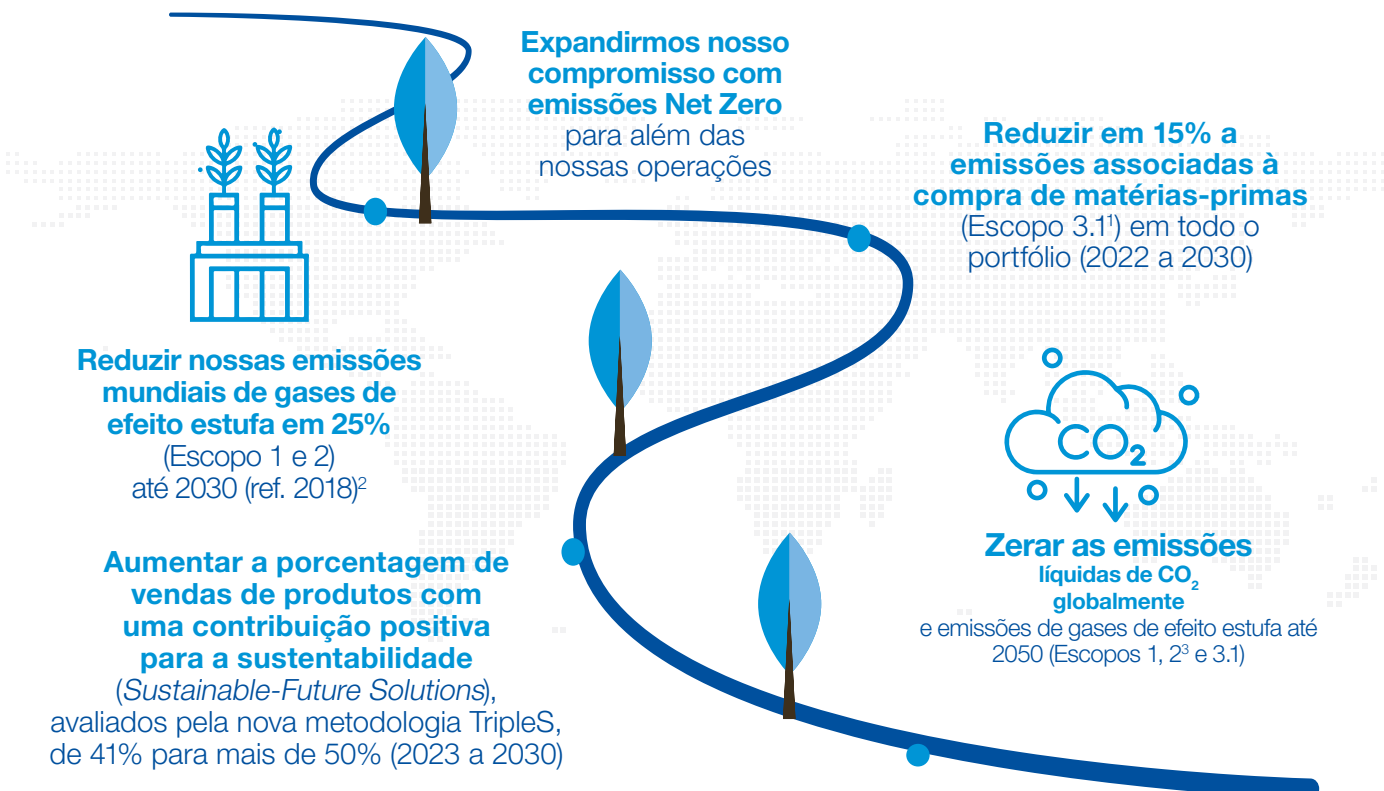 Expandirmos nosso
compromisso com
emissões Net Zero
para além das
nossas operações
Reduzir em 15% a
emissões associadas à
compra de matérias-primas
(Escopo 3.1¹) em todo o
portfólio (2022 a 2030)
Reduzir nossas emissões
mundiais de gases de
efeito estufa em 25%
(Escopo 1 e 2)
até 2030 (ref. 2018)²
CO₂
Zerar as emissões
líquidas de CO₂
globalmente
e emissões de gases de efeito estufa até
2050 (Escopos 1, 2³ e 3.1)
Aumentar a porcentagem de
vendas de produtos com
uma contribuição positiva
para a sustentabilidade
(Sustainable-Future Solutions),
avaliados pela nova metodologia TripleS,
de 41% para mais de 50% (2023 a 2030)